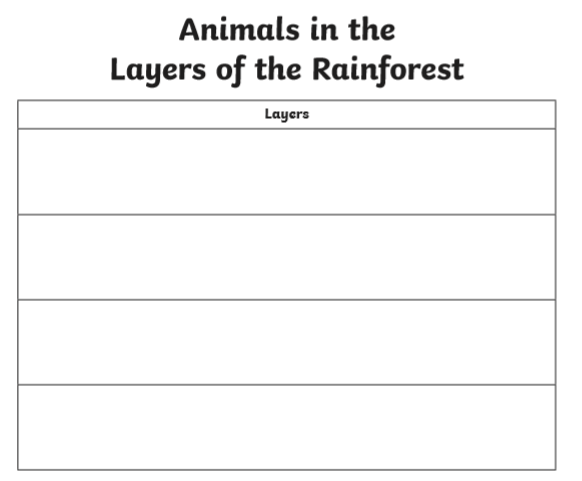 Animals in the
Layers of the Rainforest
Layers